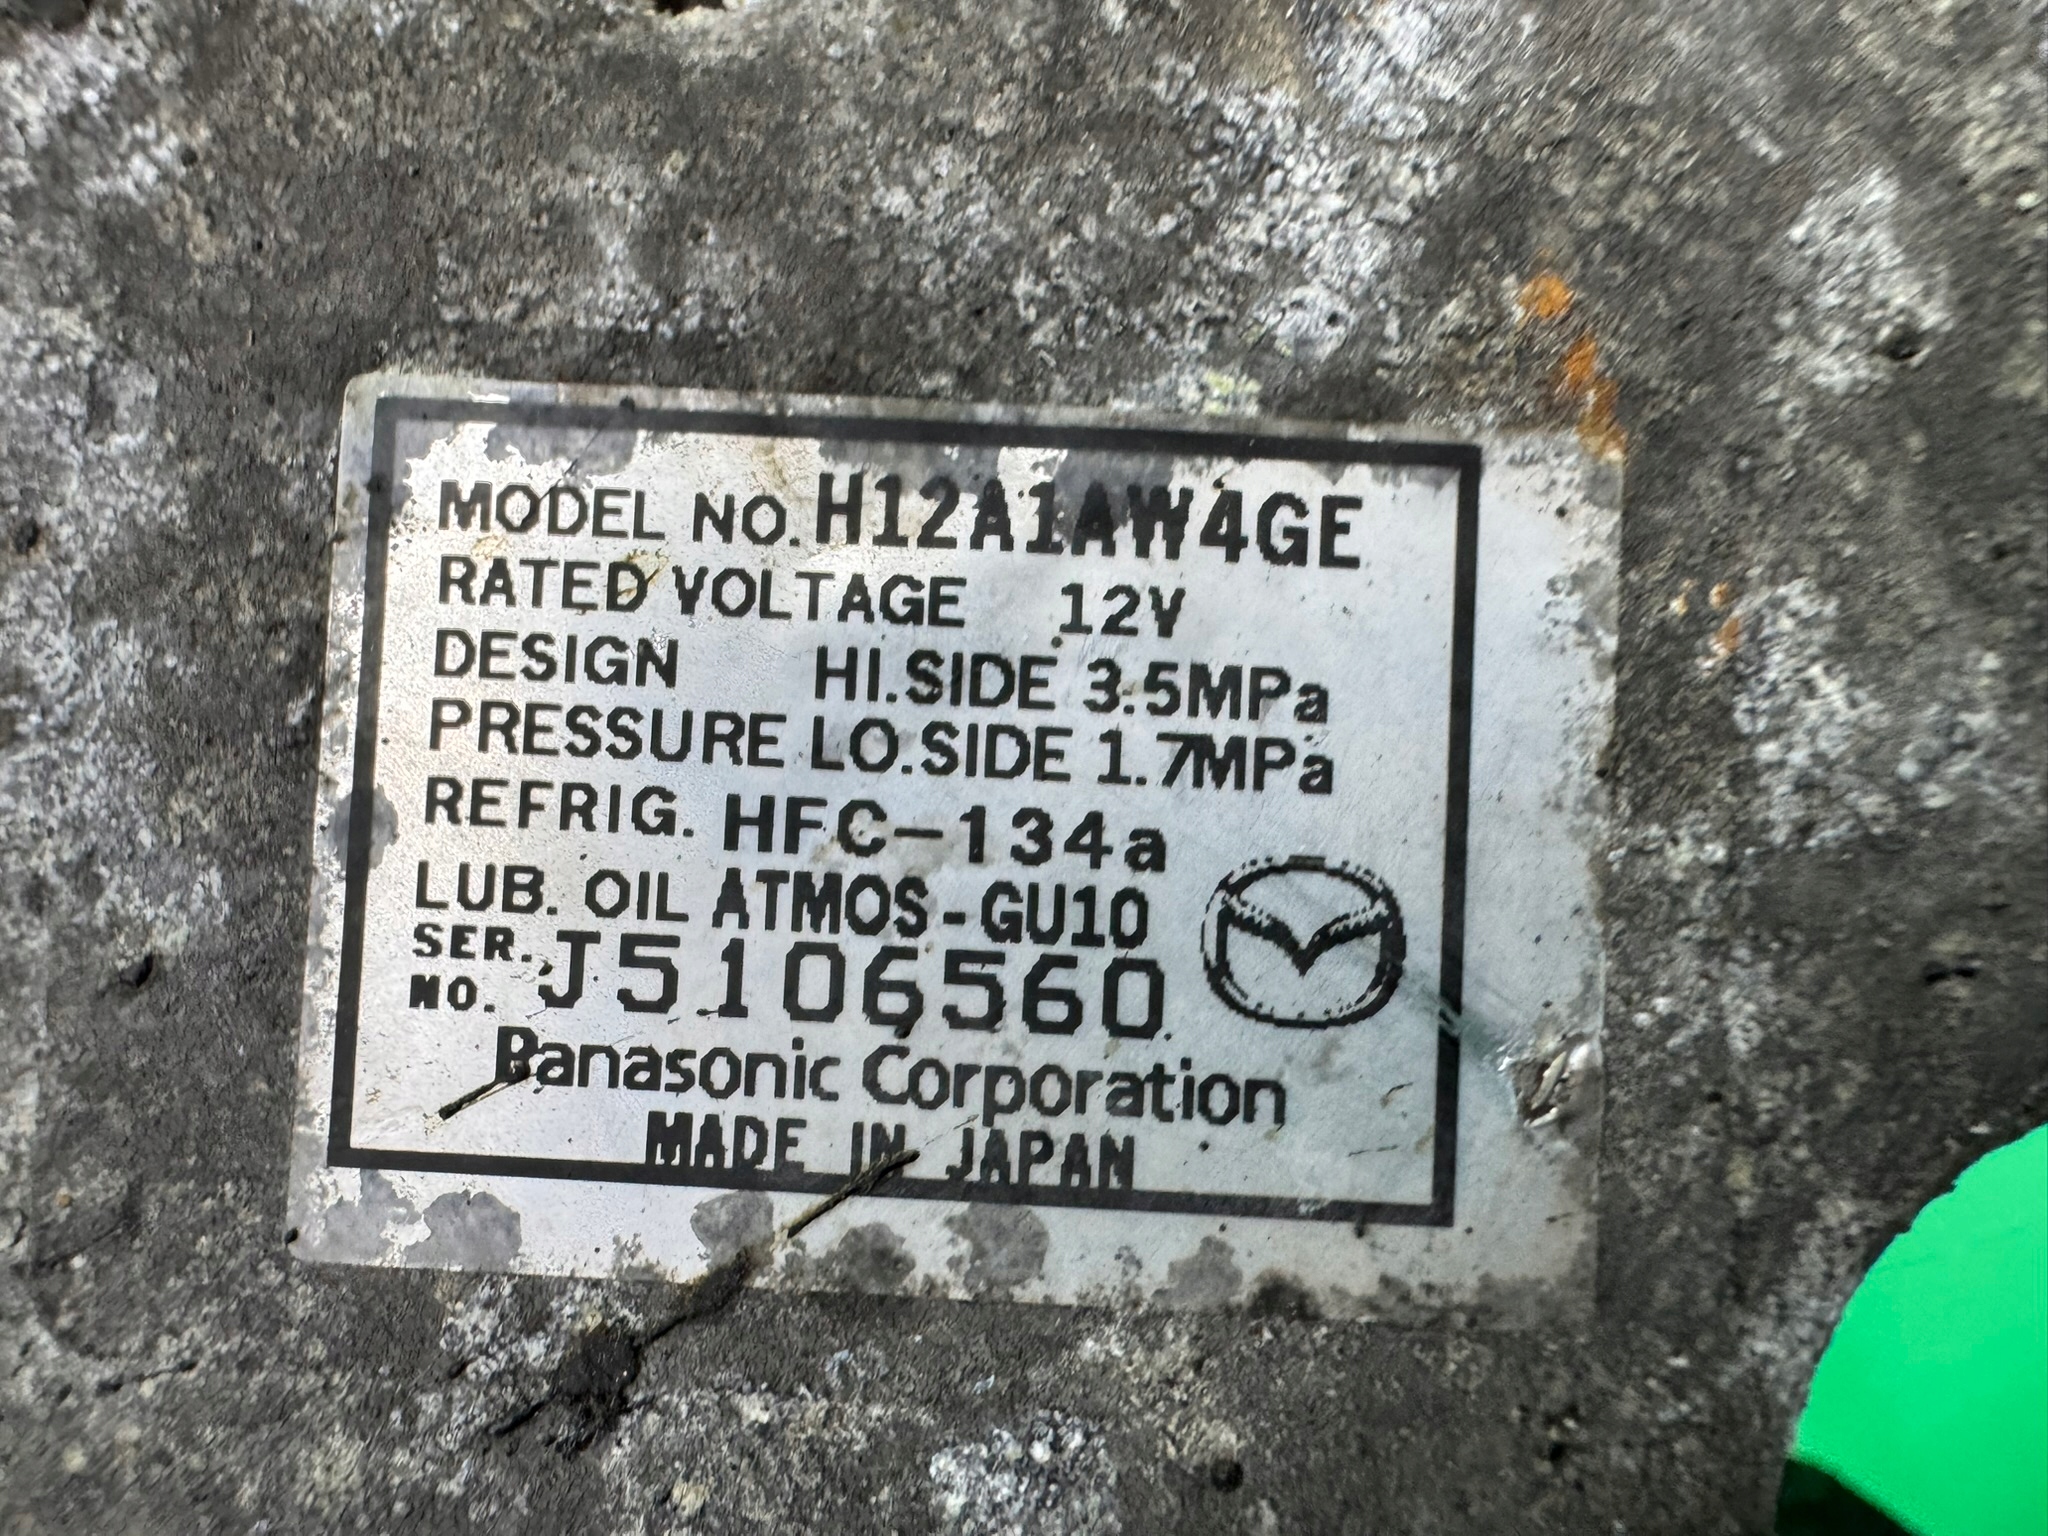 MODEL NO. H12A1AW4GE
RATED VOLTAGE 12V
DESIGN HI.SIDE 3.5MPa
PRESSURE LO.SIDE 1.7MPa
REFRIG. HFC-134a
LUB. OIL ATMOS-GU10
SER. NO. J5106560
Panasonic Corporation
MADE IN JAPAN